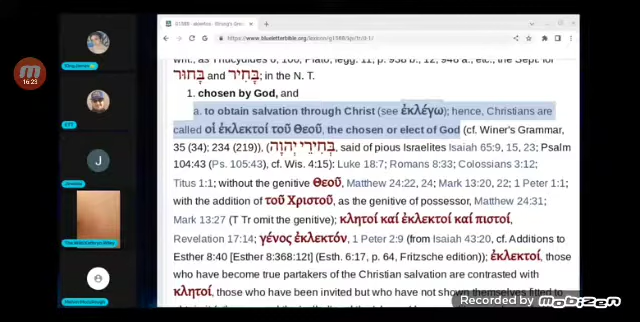 https://www.blueletterbible.org/lexicon/g1588/kjv/tr/0-1/
בָּחִיר and בָּחוּר; in the N. T.
1. chosen by God, and
a. to obtain salvation through Christ (see ἐκλέγω); hence, Christians are
called οἱ ἐκλεκτοί τοῦ Θεοῦ, the chosen or elect of God (cf. Winer's Grammar,
35 (34); 234 (219)), (בְּחִירֵי יְהוָה, said of pious Israelites Isaiah 65:9, 15, 23; Psalm
104:43 (Ps. 105:43), cf. Wis. 4:15): Luke 18:7; Romans 8:33; Colossians 3:12;
Titus 1:1; without the genitive Θεοῦ, Matthew 24:22, 24; Mark 13:20, 22; 1 Peter 1:1;
with the addition of τοῦ Χριστοῦ, as the genitive of possessor, Matthew 24:31;
Mark 13:27 (T Tr omit the genitive); κλητοί καί ἐκλεκτοί καί πιστοί,
Revelation 17:14; γένος ἐκλεκτόν, 1 Peter 2:9 (from Isaiah 43:20, cf. Additions to
Esther 8:40 [Esther 8:368:12t] (Esth. 6:17, p. 64, Fritzsche edition)); ἐκλεκτοί, those
who have become true partakers of the Christian salvation are contrasted with
κλητοί, those who have been invited but who have not shown themselves fitted to
16:23
J
Recorded by mobizen